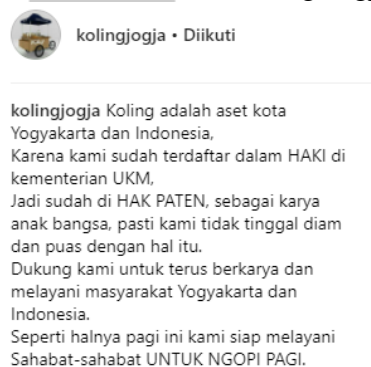 kolingjogja • Diikuti
kolingjogja Koling adalah aset kota
Yogyakarta dan Indonesia,
Karena kami sudah terdaftar dalam HAKI di
kementerian UKM,
Jadi sudah di HAK PATEN, sebagai karya
anak bangsa, pasti kami tidak tinggal diam
dan puas dengan hal itu.
Dukung kami untuk terus berkarya dan
melayani masyarakat Yogyakarta dan
Indonesia.
Seperti halnya pagi ini kami siap melayani
Sahabat-sahabat UNTUK NGOPI PAGI.